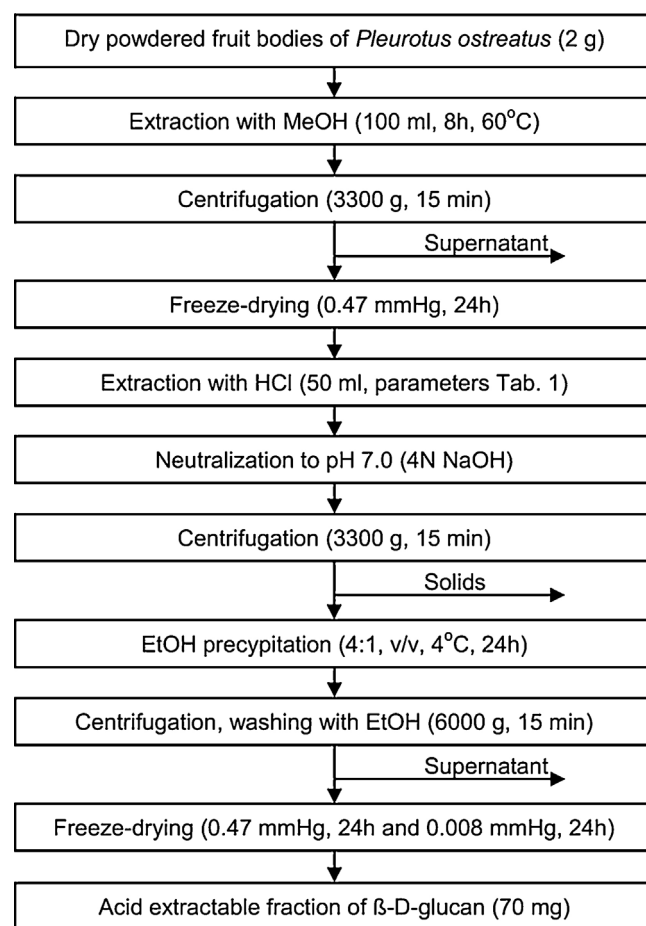 Dry powdered fruit bodies of Pleurotus ostreatus (2 g)
Extraction with MeOH (100 ml, 8h, 60°C)
Centrifugation (3300 g, 15 min)
Supernatant
Freeze-drying (0.47 mmHg, 24h)
Extraction with HCl (50 ml, parameters Tab. 1)
Neutralization to pH 7.0 (4N NaOH)
Centrifugation (3300 g, 15 min)
Solids
EtOH precypitation (4:1, v/v, 4°C, 24h)
Centrifugation, washing with EtOH (6000 g, 15 min)
Supernatant
Freeze-drying (0.47 mmHg, 24h and 0.008 mmHg, 24h)
Acid extractable fraction of ß-D-glucan (70 mg)